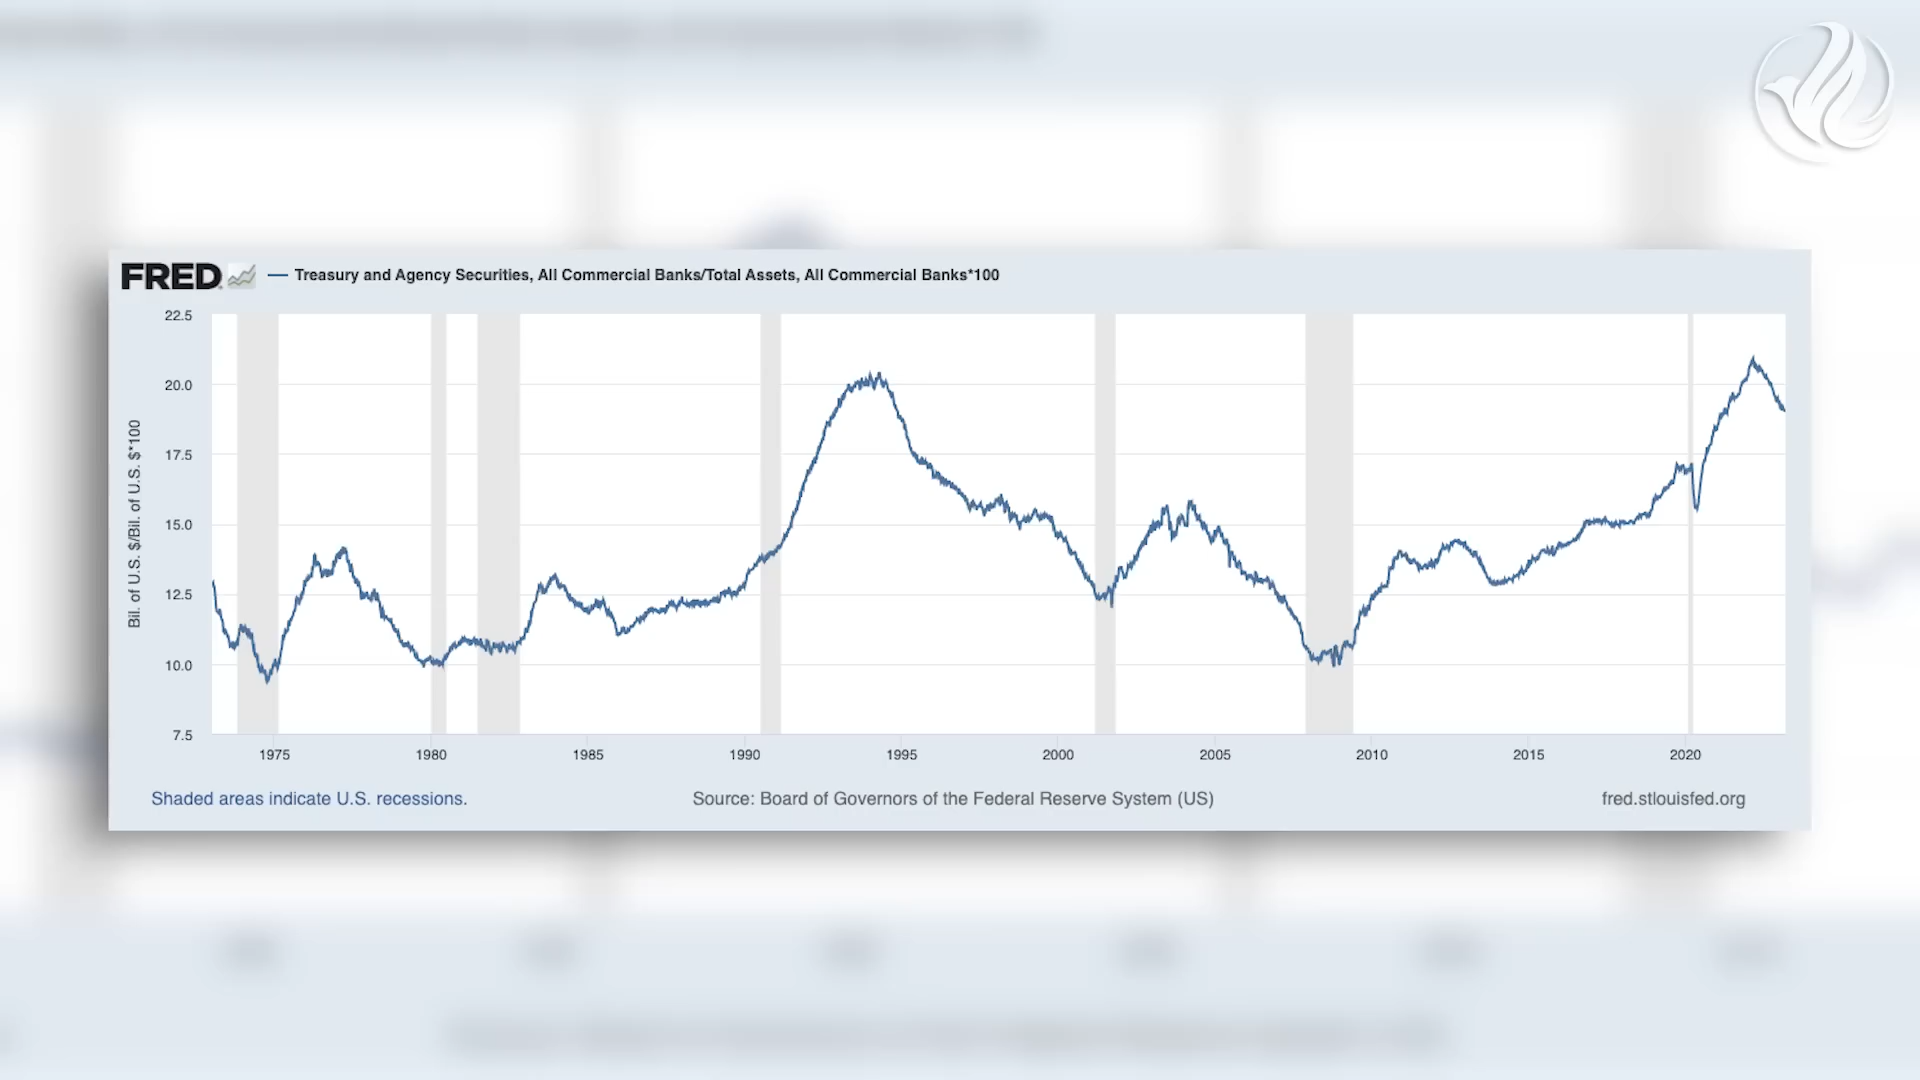 FRED
Treasury and Agency Securities, All Commercial Banks/Total Assets, All Commercial Banks*100
Bil. of U.S. $/Bil. of U.S. $*100
22.5
20.0
17.5
15.0
12.5
10.0
7.5
1975 1980 1985 1990 1995 2000 2005 2010 2015 2020
Shaded areas indicate U.S. recessions.
Source: Board of Governors of the Federal Reserve System (US)
fred.stlouisfed.org